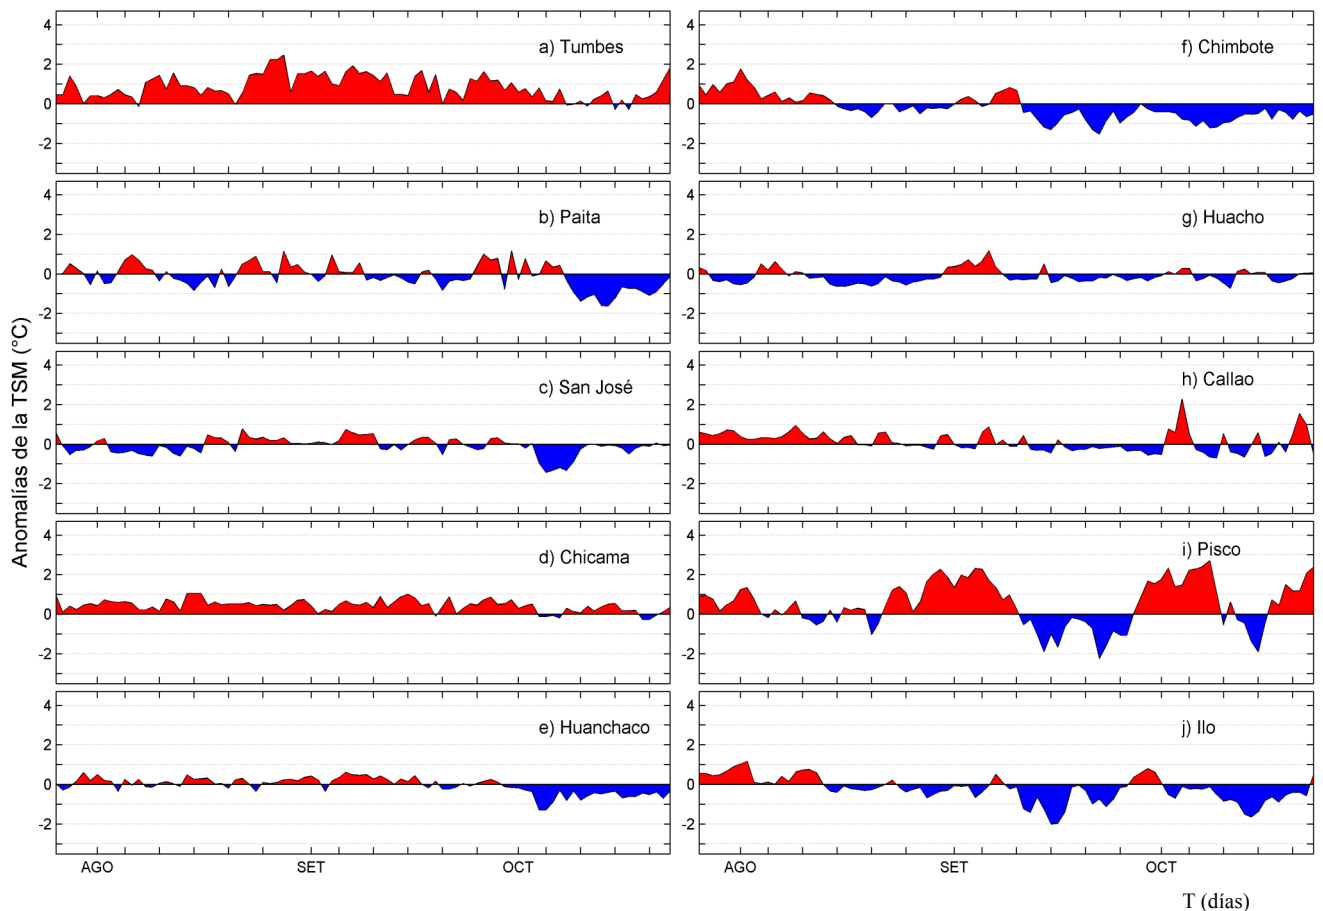 Anomalías de la TSM (°C)
a) Tumbes
4
2
0
-2
b) Paita
4
2
0
-2
c) San José
4
2
0
-2
d) Chicama
4
2
0
-2
e) Huanchaco
4
2
0
-2
AGO SET OCT
f) Chimbote
4
2
0
-2
g) Huacho
4
2
0
-2
h) Callao
4
2
0
-2
i) Pisco
4
2
0
-2
j) Ilo
4
2
0
-2
AGO SET OCT
T (días)